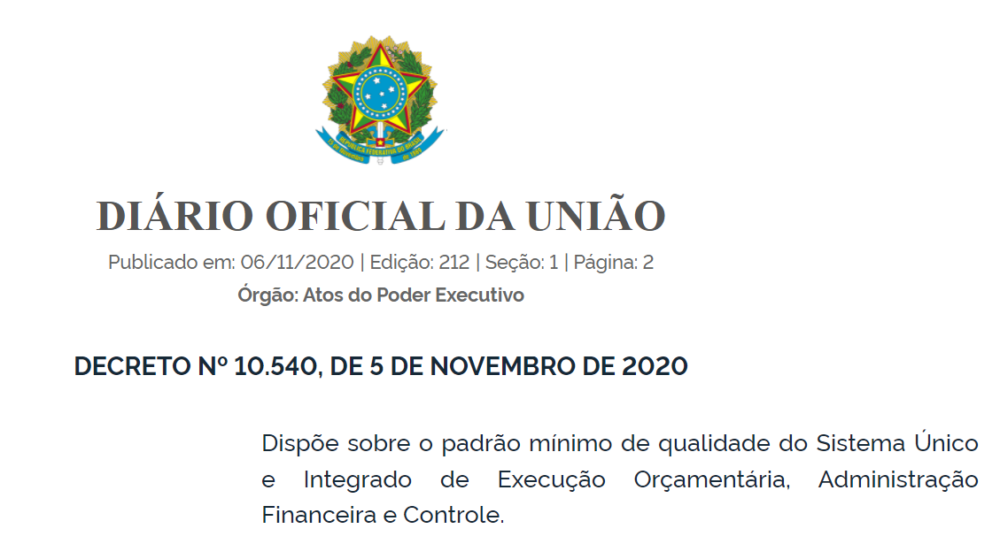 REPÚBLICA FEDERATIVA DO BRASIL
15 de Novembro de 1889
DIÁRIO OFICIAL DA UNIÃO
Publicado em: 06/11/2020 | Edição: 212 | Seção: 1 | Página: 2
Órgão: Atos do Poder Executivo
DECRETO Nº 10.540, DE 5 DE NOVEMBRO DE 2020
Dispõe sobre o padrão mínimo de qualidade do Sistema Único
e Integrado de Execução Orçamentária, Administração
Financeira e Controle.